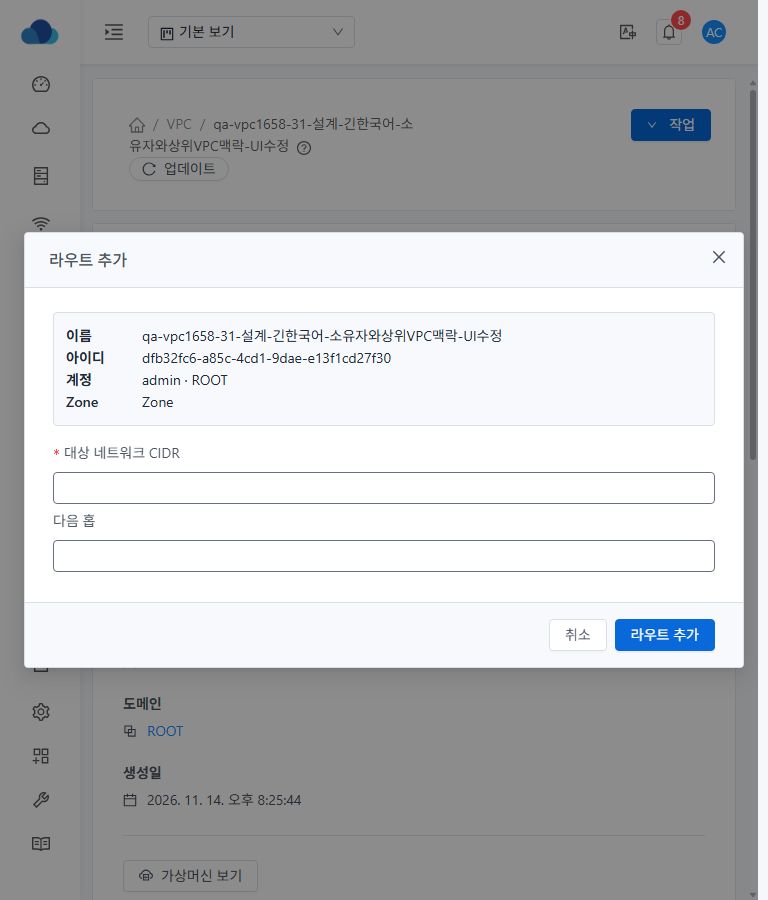 기본 보기
8
AC
/ VPC / qa-vpc1658-31-설계-긴한국어-소
유자와상위VPC맥락-UI수정
업데이트
작업
라우트 추가
이름 qa-vpc1658-31-설계-긴한국어-소유자와상위VPC맥락-UI수정
아이디 dfb32fc6-a85c-4cd1-9dae-e13f1cd27f30
계정 admin · ROOT
Zone Zone
* 대상 네트워크 CIDR
다음 홉
취소
라우트 추가
도메인
ROOT
생성일
2026. 11. 14. 오후 8:25:44
가상머신 보기